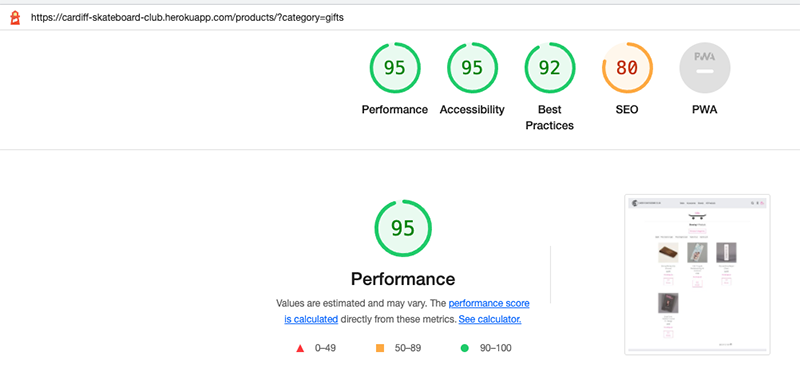 https://cardiff-skateboard-club.herokuapp.com/products/?category=gifts
95 95 92 80 PWA
Performance Accessibility Best Practices SEO PWA
95
Performance
Values are estimated and may vary. The performance score
is calculated directly from these metrics. See calculator.
0–49 50–89 90–100